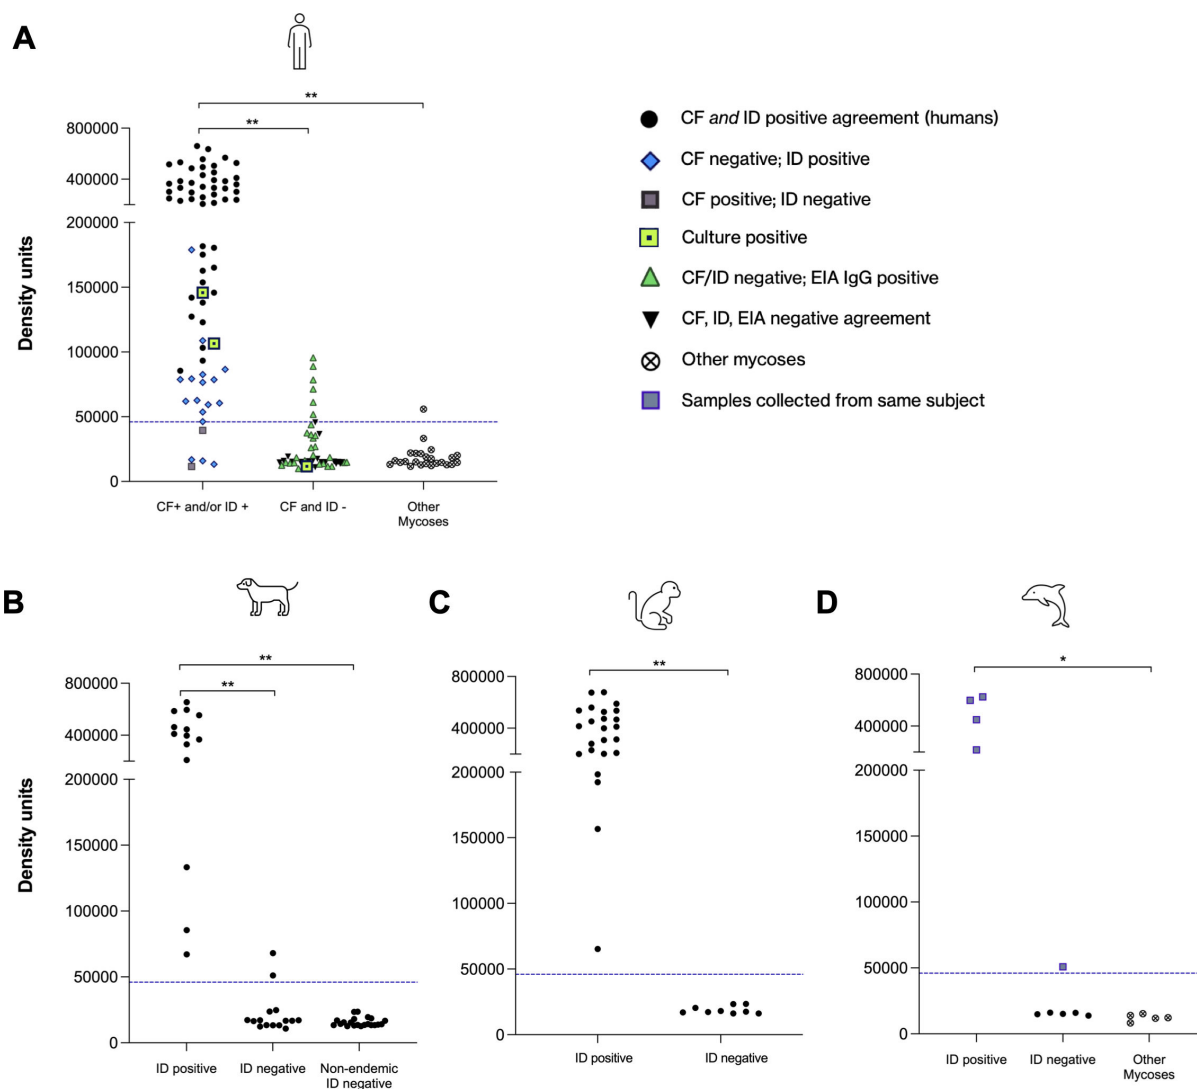 A
**
**
800000
400000
200000
150000
100000
50000
0
Density units
CF+ and/or ID +
CF and ID -
Other
Mycoses
CF and ID positive agreement (humans)
CF negative; ID positive
CF positive; ID negative
Culture positive
CF/ID negative; EIA IgG positive
CF, ID, EIA negative agreement
Other mycoses
Samples collected from same subject
B
**
**
800000
400000
200000
150000
100000
50000
0
Density units
ID positive
ID negative
Non-endemic
ID negative
C
**
800000
400000
200000
150000
100000
50000
0
ID positive
ID negative
D
*
800000
400000
200000
150000
100000
50000
0
ID positive
ID negative
Other
Mycoses